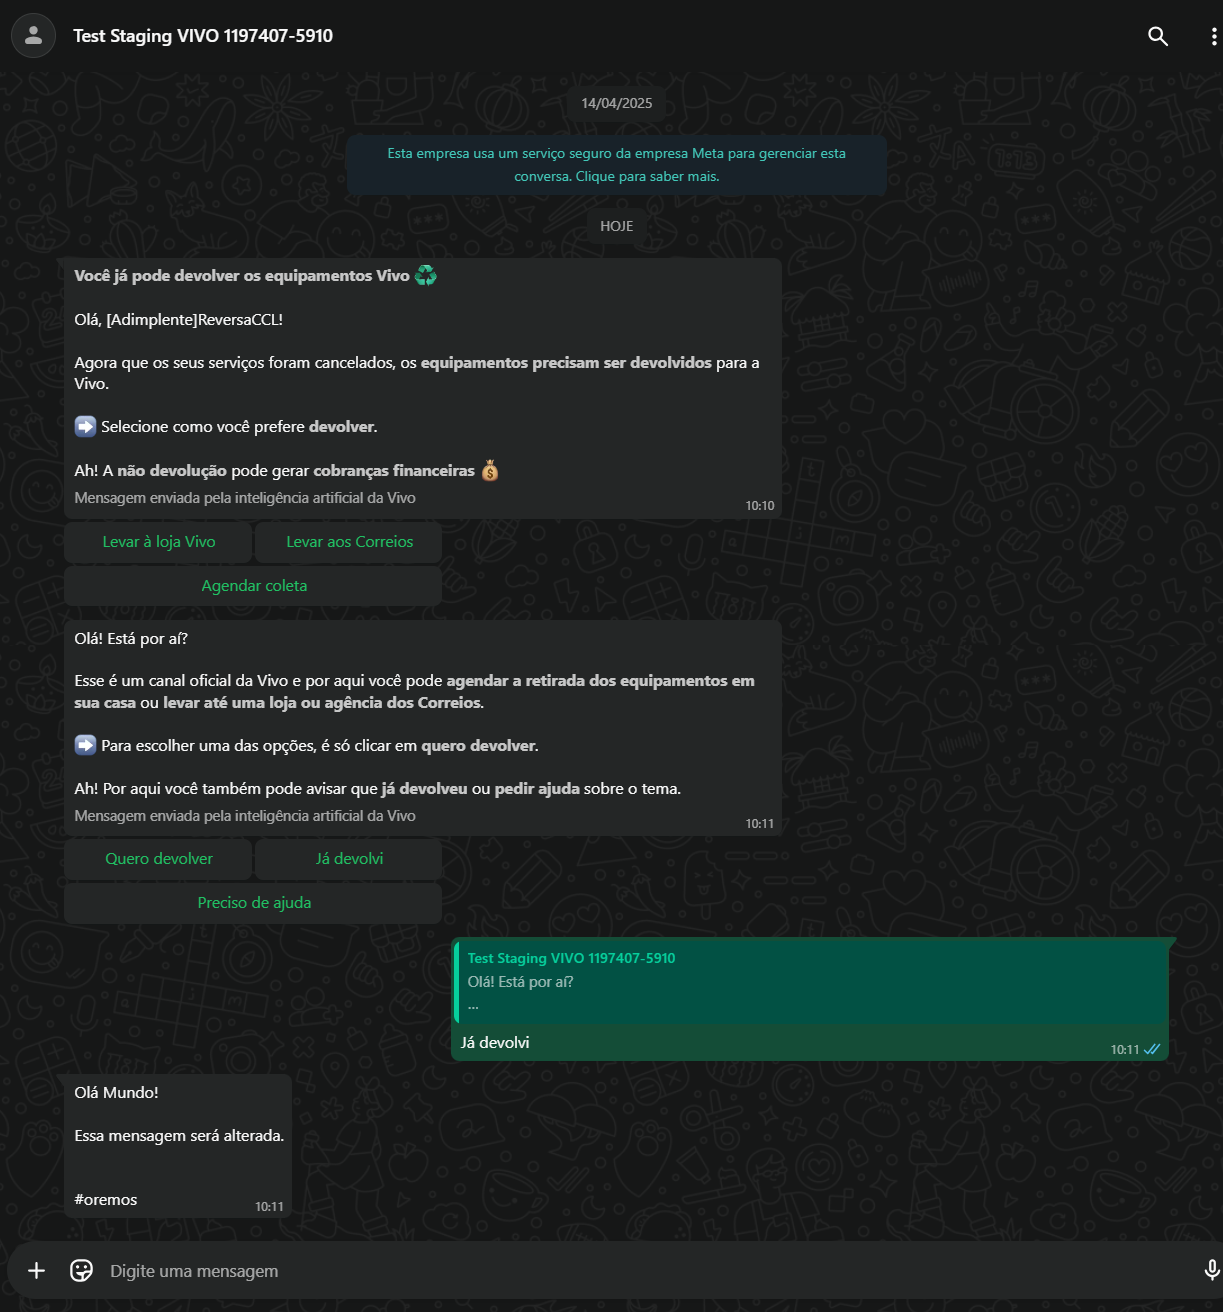 Test Staging VIVO 1197407-5910
14/04/2025
Esta empresa usa um serviço seguro da empresa Meta para gerenciar esta
conversa. Clique para saber mais.
HOJE
Você já pode devolver os equipamentos Vivo ♻️
Olá, [Adimplente]ReversaCCL!
Agora que os seus serviços foram cancelados, os equipamentos precisam ser devolvidos para a
Vivo.
➡️ Selecione como você prefere devolver.
Ah! A não devolução pode gerar cobranças financeiras 💰
Mensagem enviada pela inteligência artificial da Vivo
10:10
Levar à loja Vivo
Levar aos Correios
Agendar coleta
Olá! Está por aí?
Esse é um canal oficial da Vivo e por aqui você pode agendar a retirada dos equipamentos em
sua casa ou levar até uma loja ou agência dos Correios.
➡️ Para escolher uma das opções, é só clicar em quero devolver.
Ah! Por aqui você também pode avisar que já devolveu ou pedir ajuda sobre o tema.
Mensagem enviada pela inteligência artificial da Vivo
10:11
Quero devolver
Já devolvi
Preciso de ajuda
Test Staging VIVO 1197407-5910
Olá! Está por aí?
...
Já devolvi
10:11
Olá Mundo!
Essa mensagem será alterada.
#oremos
10:11
Digite uma mensagem